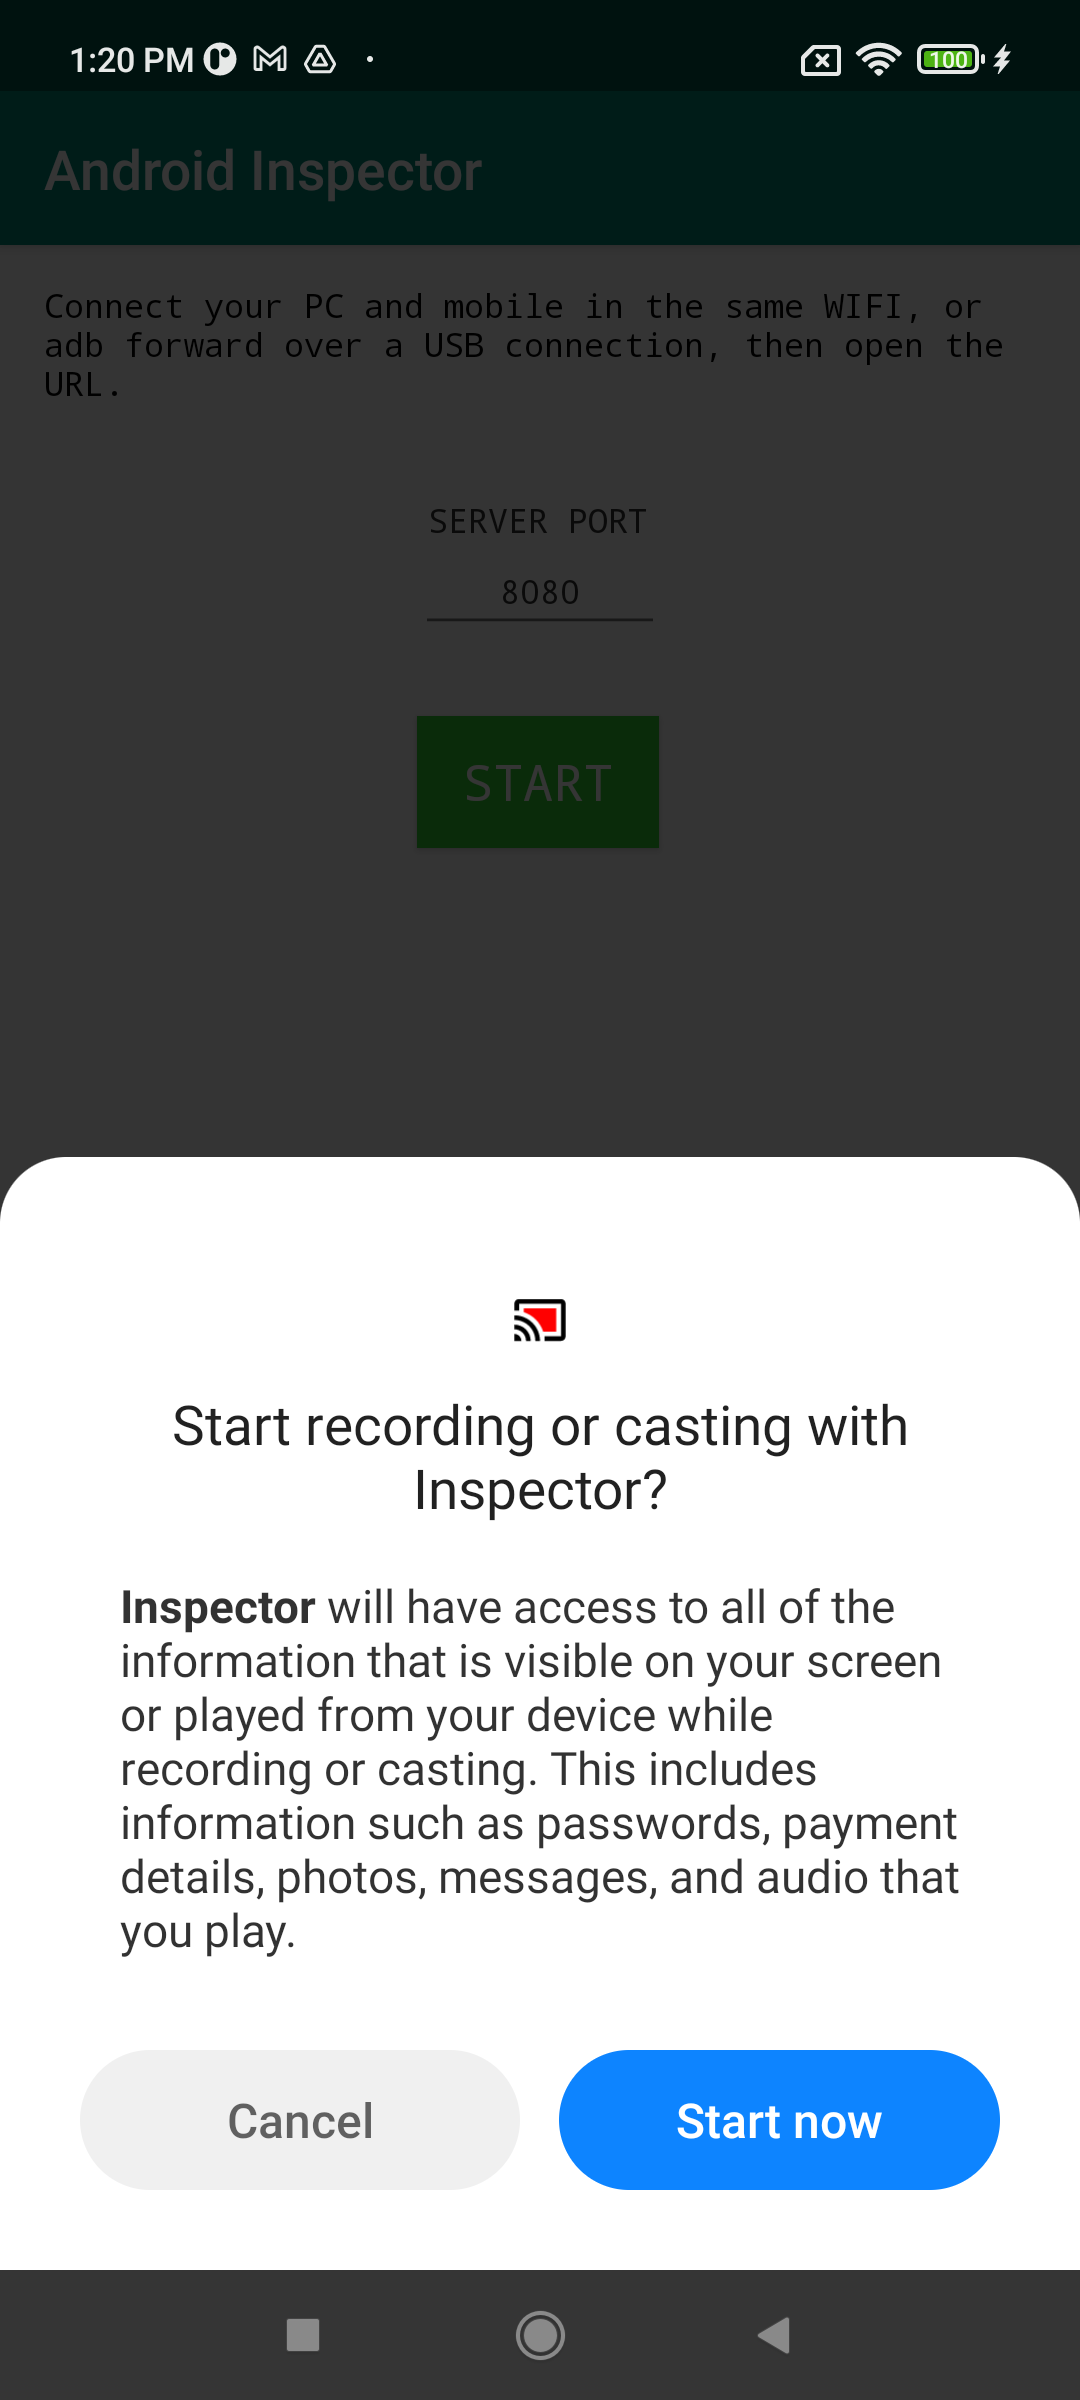 1:20 PM
100
Android Inspector
Connect your PC and mobile in the same WIFI, or
adb forward over a USB connection, then open the
URL.
SERVER PORT
8080
START
Start recording or casting with
Inspector?
Inspector will have access to all of the
information that is visible on your screen
or played from your device while
recording or casting. This includes
information such as passwords, payment
details, photos, messages, and audio that
you play.
Cancel
Start now